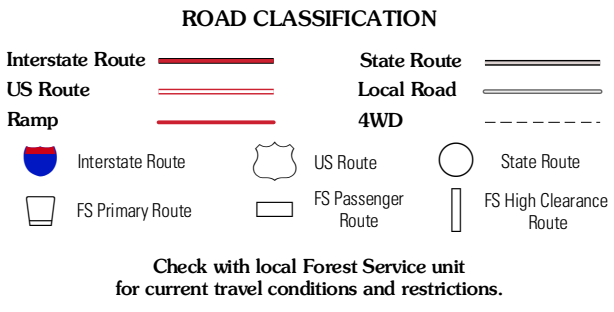 ROAD CLASSIFICATION
Interstate Route
State Route
US Route
Local Road
Ramp
4WD
Interstate Route
US Route
State Route
FS Primary Route
FS Passenger
Route
FS High Clearance
Route
Check with local Forest Service unit
for current travel conditions and restrictions.